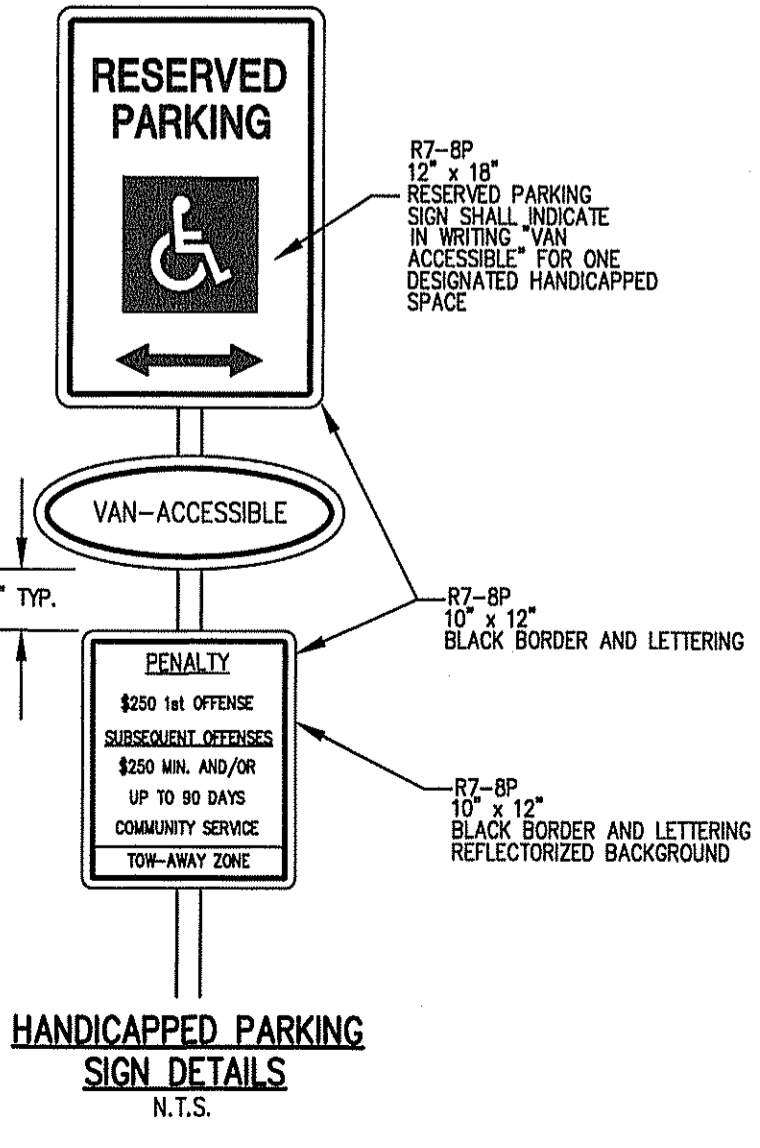 RESERVED
PARKING
R7-8P
12" x 18"
RESERVED PARKING
SIGN SHALL INDICATE
IN WRITING "VAN
ACCESSIBLE" FOR ONE
DESIGNATED HANDICAPPED
SPACE
VAN-ACCESSIBLE
" TYP.
R7-8P
10" x 12"
BLACK BORDER AND LETTERING
PENALTY
$250 1st OFFENSE
SUBSEQUENT OFFENSES
$250 MIN. AND/OR
UP TO 90 DAYS
COMMUNITY SERVICE
TOW-AWAY ZONE
R7-8P
10" x 12"
BLACK BORDER AND LETTERING
REFLECTORIZED BACKGROUND
HANDICAPPED PARKING
SIGN DETAILS
N.T.S.